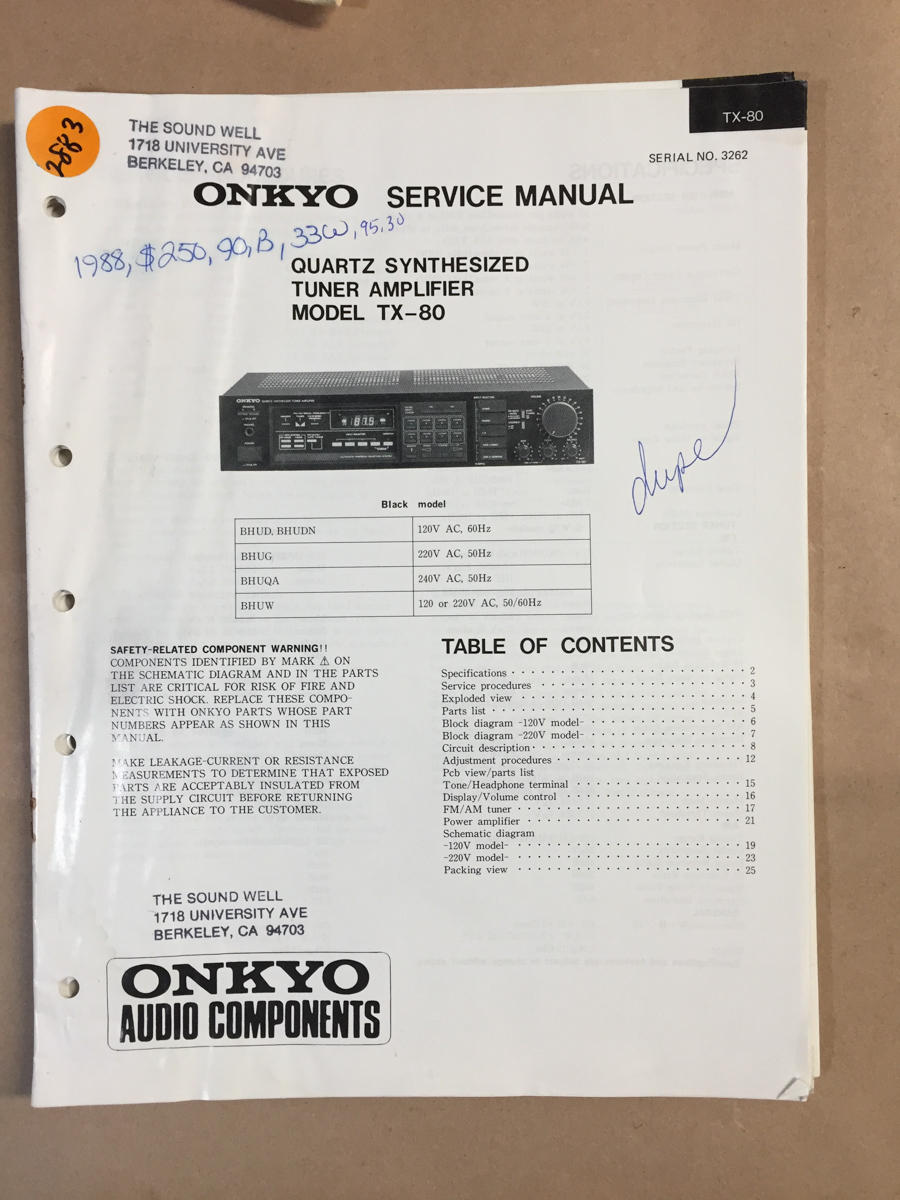 TX-80
SERIAL NO. 3262
2883
THE SOUND WELL
1718 UNIVERSITY AVE
BERKELEY, CA 94703
ONKYO SERVICE MANUAL
1988, $250, 90, B, 33W, 95,30
QUARTZ SYNTHESIZED
TUNER AMPLIFIER
MODEL TX-80
ONKYO
87.5
dupe
Black model
BHUD, BHUDN 120V AC, 60Hz
BHUG 220V AC, 50Hz
BHUQA 240V AC, 50Hz
BHUW 120 or 220V AC, 50/60Hz
SAFETY-RELATED COMPONENT WARNING!!
COMPONENTS IDENTIFIED BY MARK ⚠ ON
THE SCHEMATIC DIAGRAM AND IN THE PARTS
LIST ARE CRITICAL FOR RISK OF FIRE AND
ELECTRIC SHOCK. REPLACE THESE COMPO-
NENTS WITH ONKYO PARTS WHOSE PART
NUMBERS APPEAR AS SHOWN IN THIS
MANUAL.
MAKE LEAKAGE-CURRENT OR RESISTANCE
MEASUREMENTS TO DETERMINE THAT EXPOSED
PARTS ARE ACCEPTABLY INSULATED FROM
THE SUPPLY CIRCUIT BEFORE RETURNING
THE APPLIANCE TO THE CUSTOMER.
TABLE OF CONTENTS
Specifications 2
Service procedures 3
Exploded view 4
Parts list 5
Block diagram -120V model- 6
Block diagram -220V model- 7
Circuit description 8
Adjustment procedures 12
Pcb view/parts list
Tone/Headphone terminal 15
Display/Volume control 16
FM/AM tuner 17
Power amplifier 21
Schematic diagram
-120V model- 19
-220V model- 23
Packing view 25
THE SOUND WELL
1718 UNIVERSITY AVE
BERKELEY, CA 94703
ONKYO
AUDIO COMPONENTS